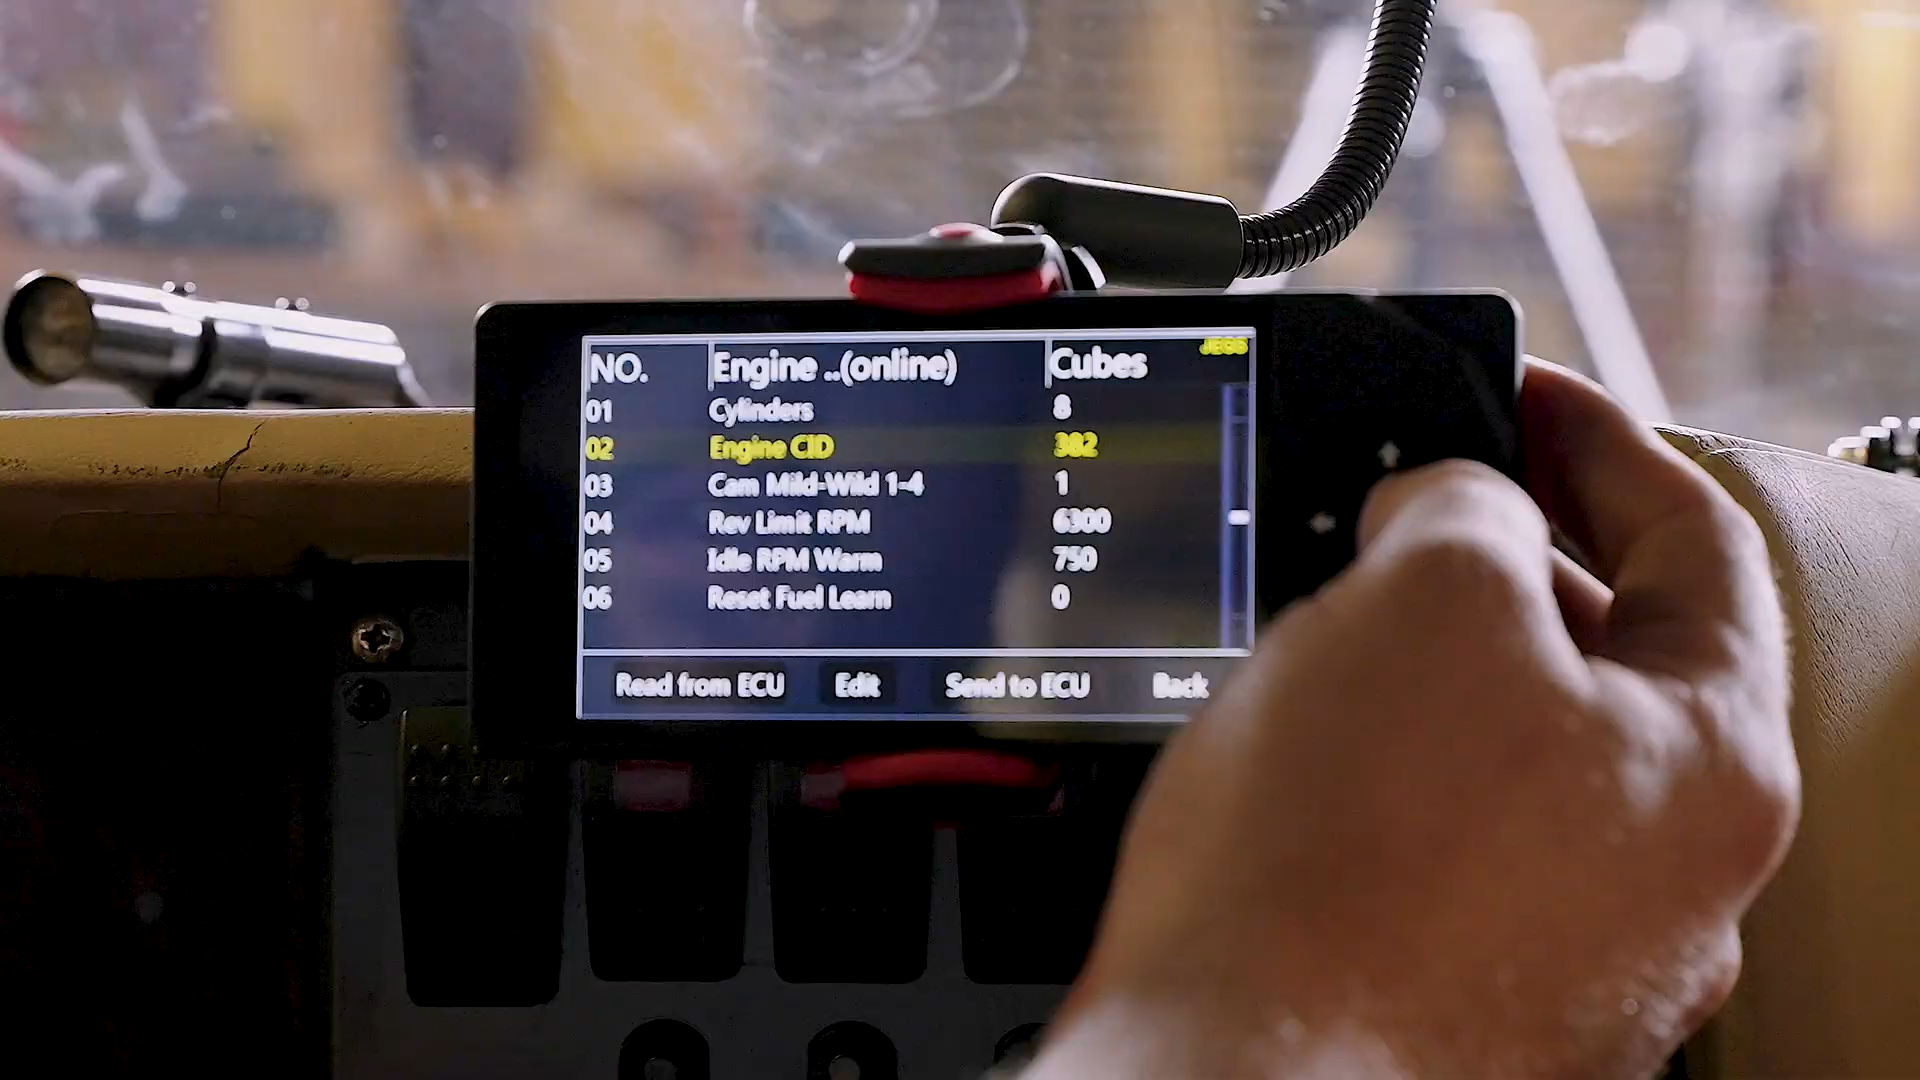 JEGS
NO. Engine ..(online) Cubes
01 Cylinders 8
02 Engine CID 382
03 Cam Mild-Wild 1-4 1
04 Rev Limit RPM 6300
05 Idle RPM Warm 750
06 Reset Fuel Learn 0
Read from ECU Edit Send to ECU Back